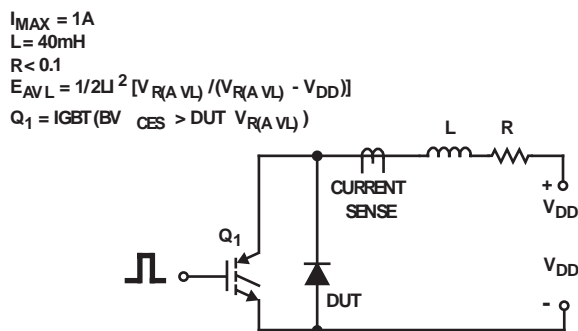 IMAX = 1A
L = 40mH
R < 0.1
EAVL = 1/2LI2 [VR(AVL)/(VR(AVL) - VDD)]
Q1 = IGBT (BVCES > DUT VR(AVL))
L R
CURRENT
SENSE
+
VDD
Q1
VDD
DUT
-